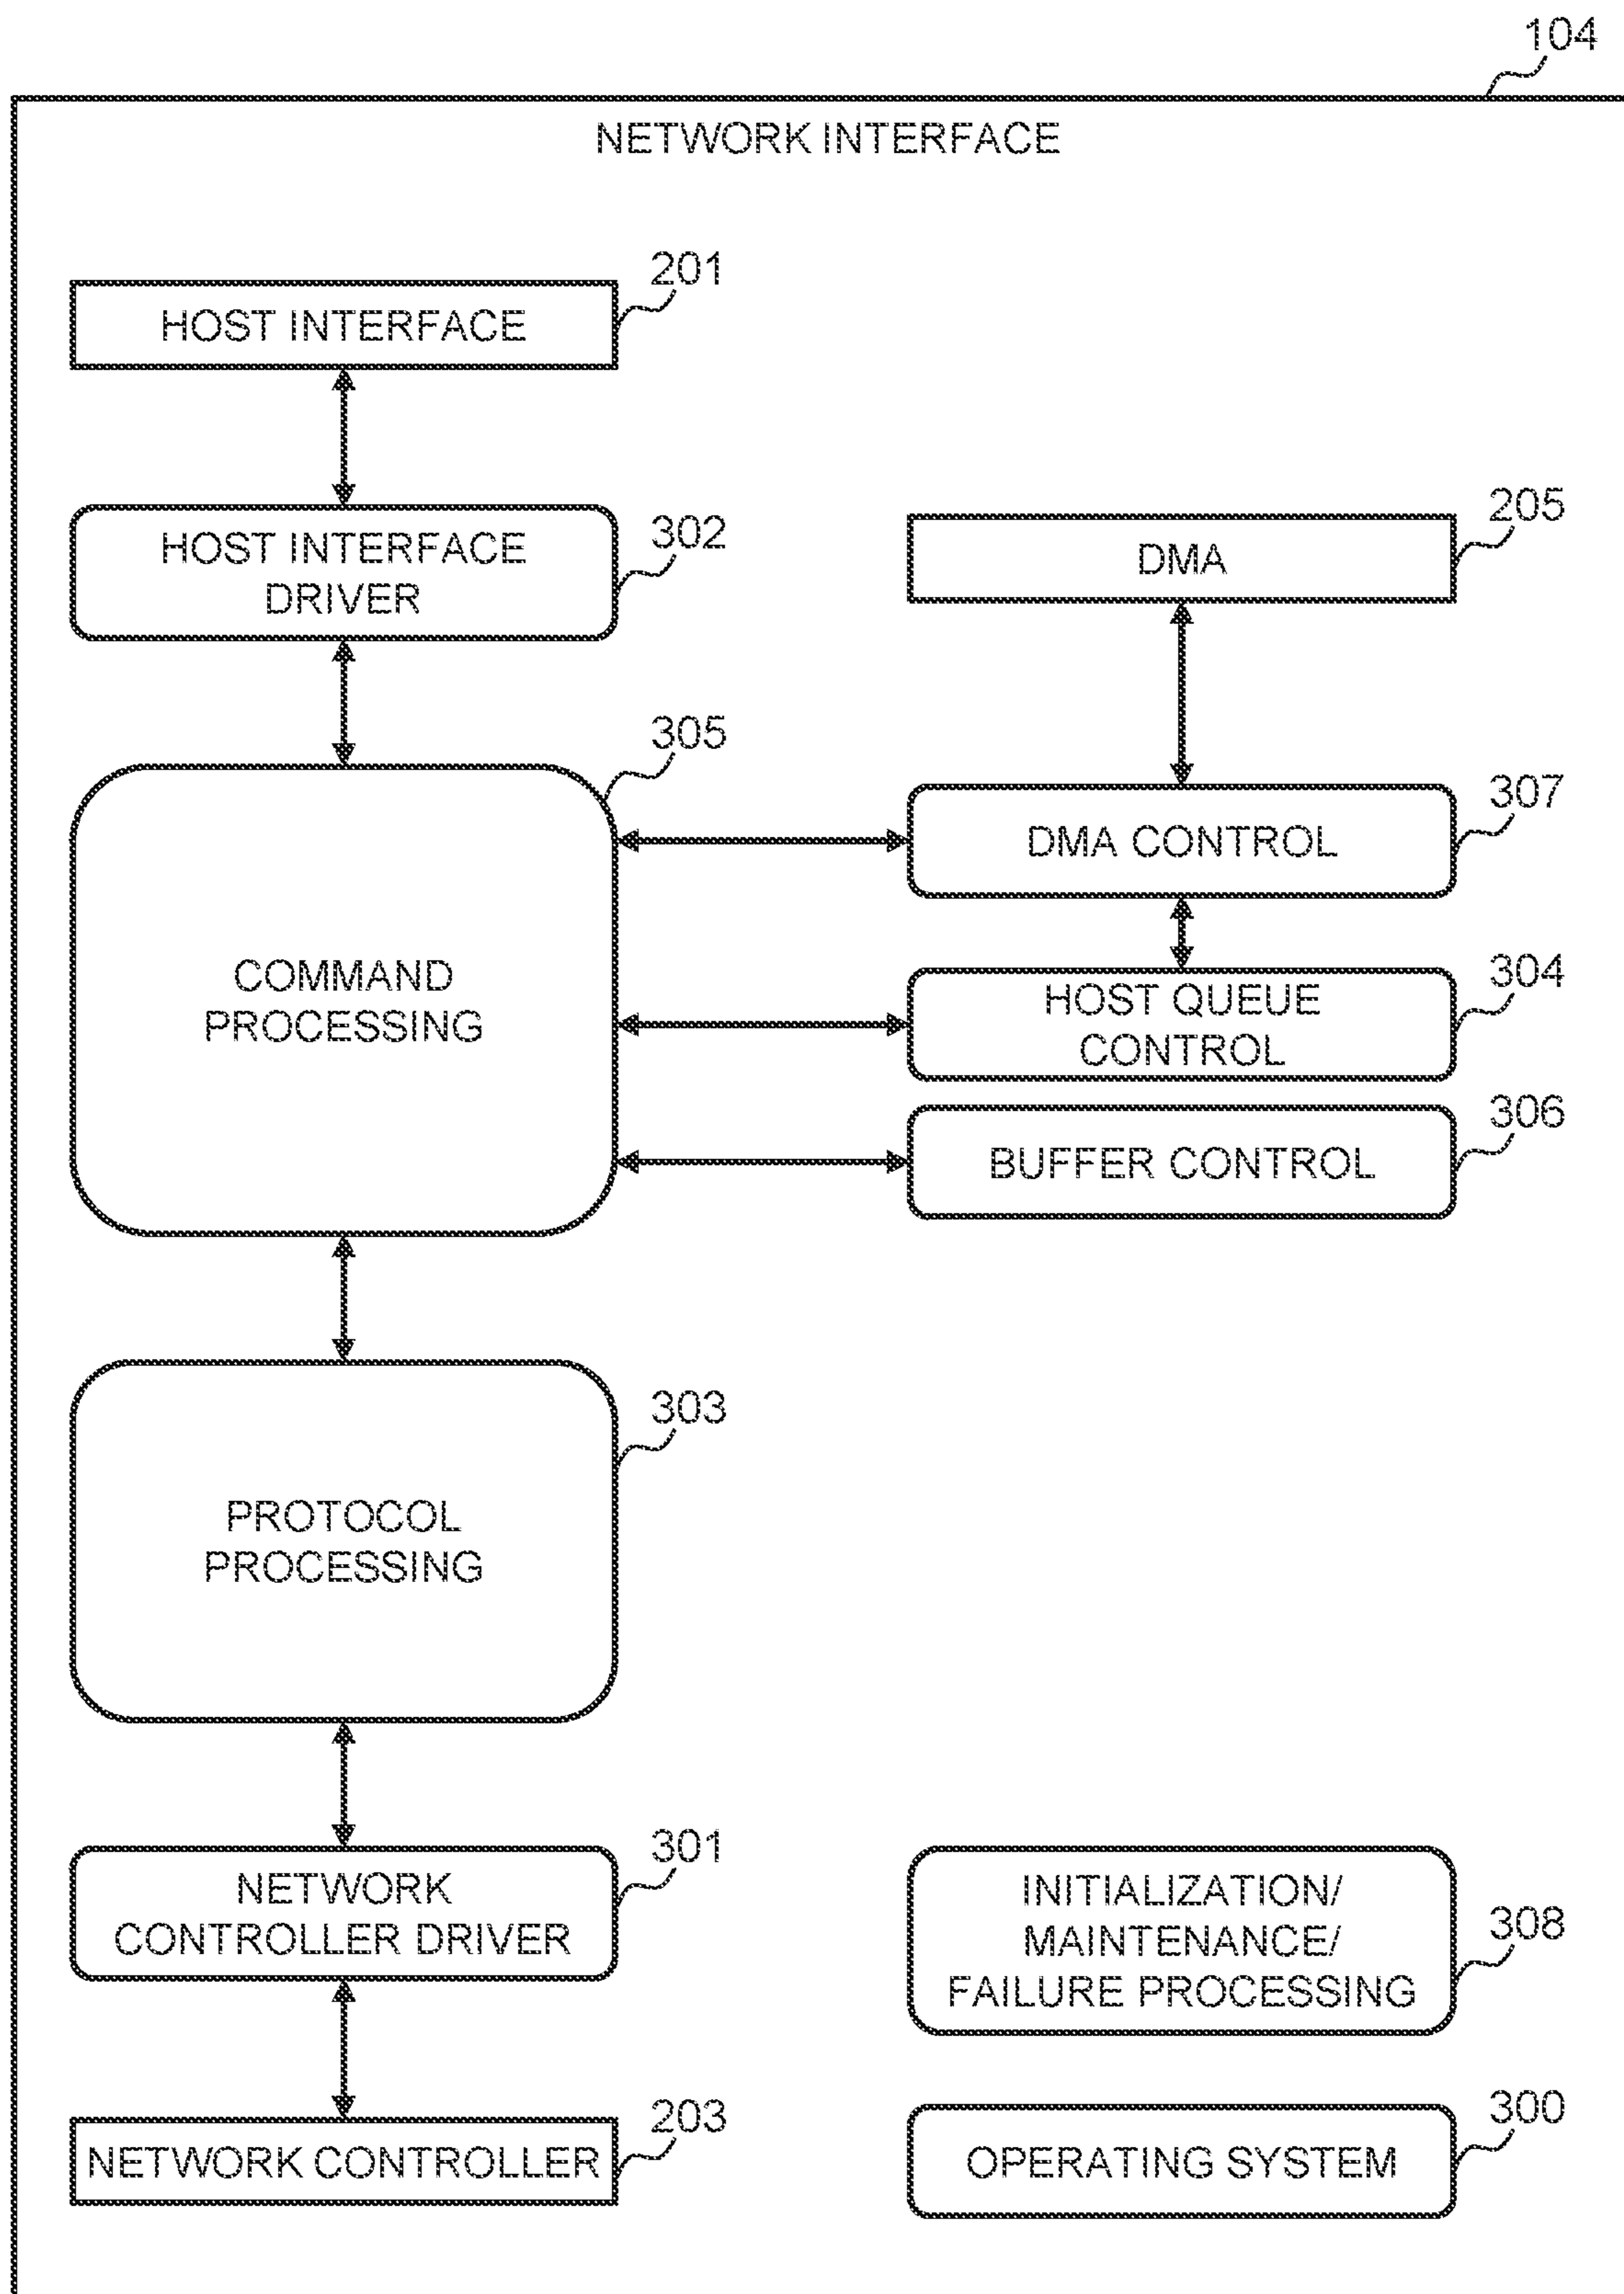 104
NETWORK INTERFACE
201
HOST INTERFACE
302
HOST INTERFACE
DRIVER
205
DMA
305
COMMAND
PROCESSING
307
DMA CONTROL
304
HOST QUEUE
CONTROL
306
BUFFER CONTROL
303
PROTOCOL
PROCESSING
301
NETWORK
CONTROLLER DRIVER
308
INITIALIZATION/
MAINTENANCE/
FAILURE PROCESSING
203
NETWORK CONTROLLER
300
OPERATING SYSTEM